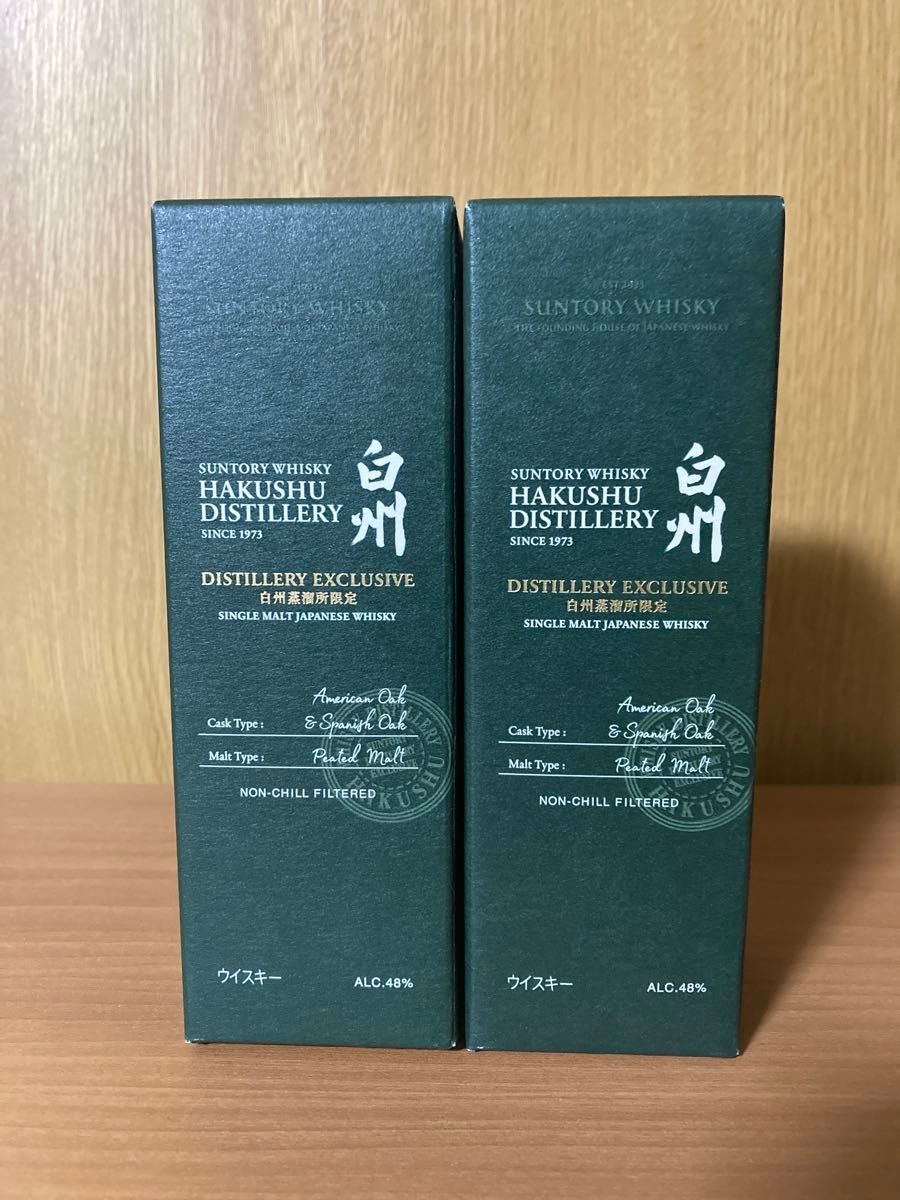 SUNTORY WHISKY
SUNTORY WHISKY
HAKUSHU
DISTILLERY
SINCE 1973
白州
DISTILLERY EXCLUSIVE
白州蒸溜所限定
SINGLE MALT JAPANESE WHISKY
Cask Type : American Oak
& Spanish Oak
Malt Type : Peated Malt
DISTILLERY
HAKUSHU
NON-CHILL FILTERED
ウイスキー
ALC.48%
SUNTORY WHISKY
THE FOUNDING HOUSE OF JAPANESE WHISKY
SUNTORY WHISKY
HAKUSHU
DISTILLERY
SINCE 1973
白州
DISTILLERY EXCLUSIVE
白州蒸溜所限定
SINGLE MALT JAPANESE WHISKY
Cask Type : American Oak
& Spanish Oak
Malt Type : Peated Malt
DISTILLERY
HAKUSHU
NON-CHILL FILTERED
ウイスキー
ALC.48%